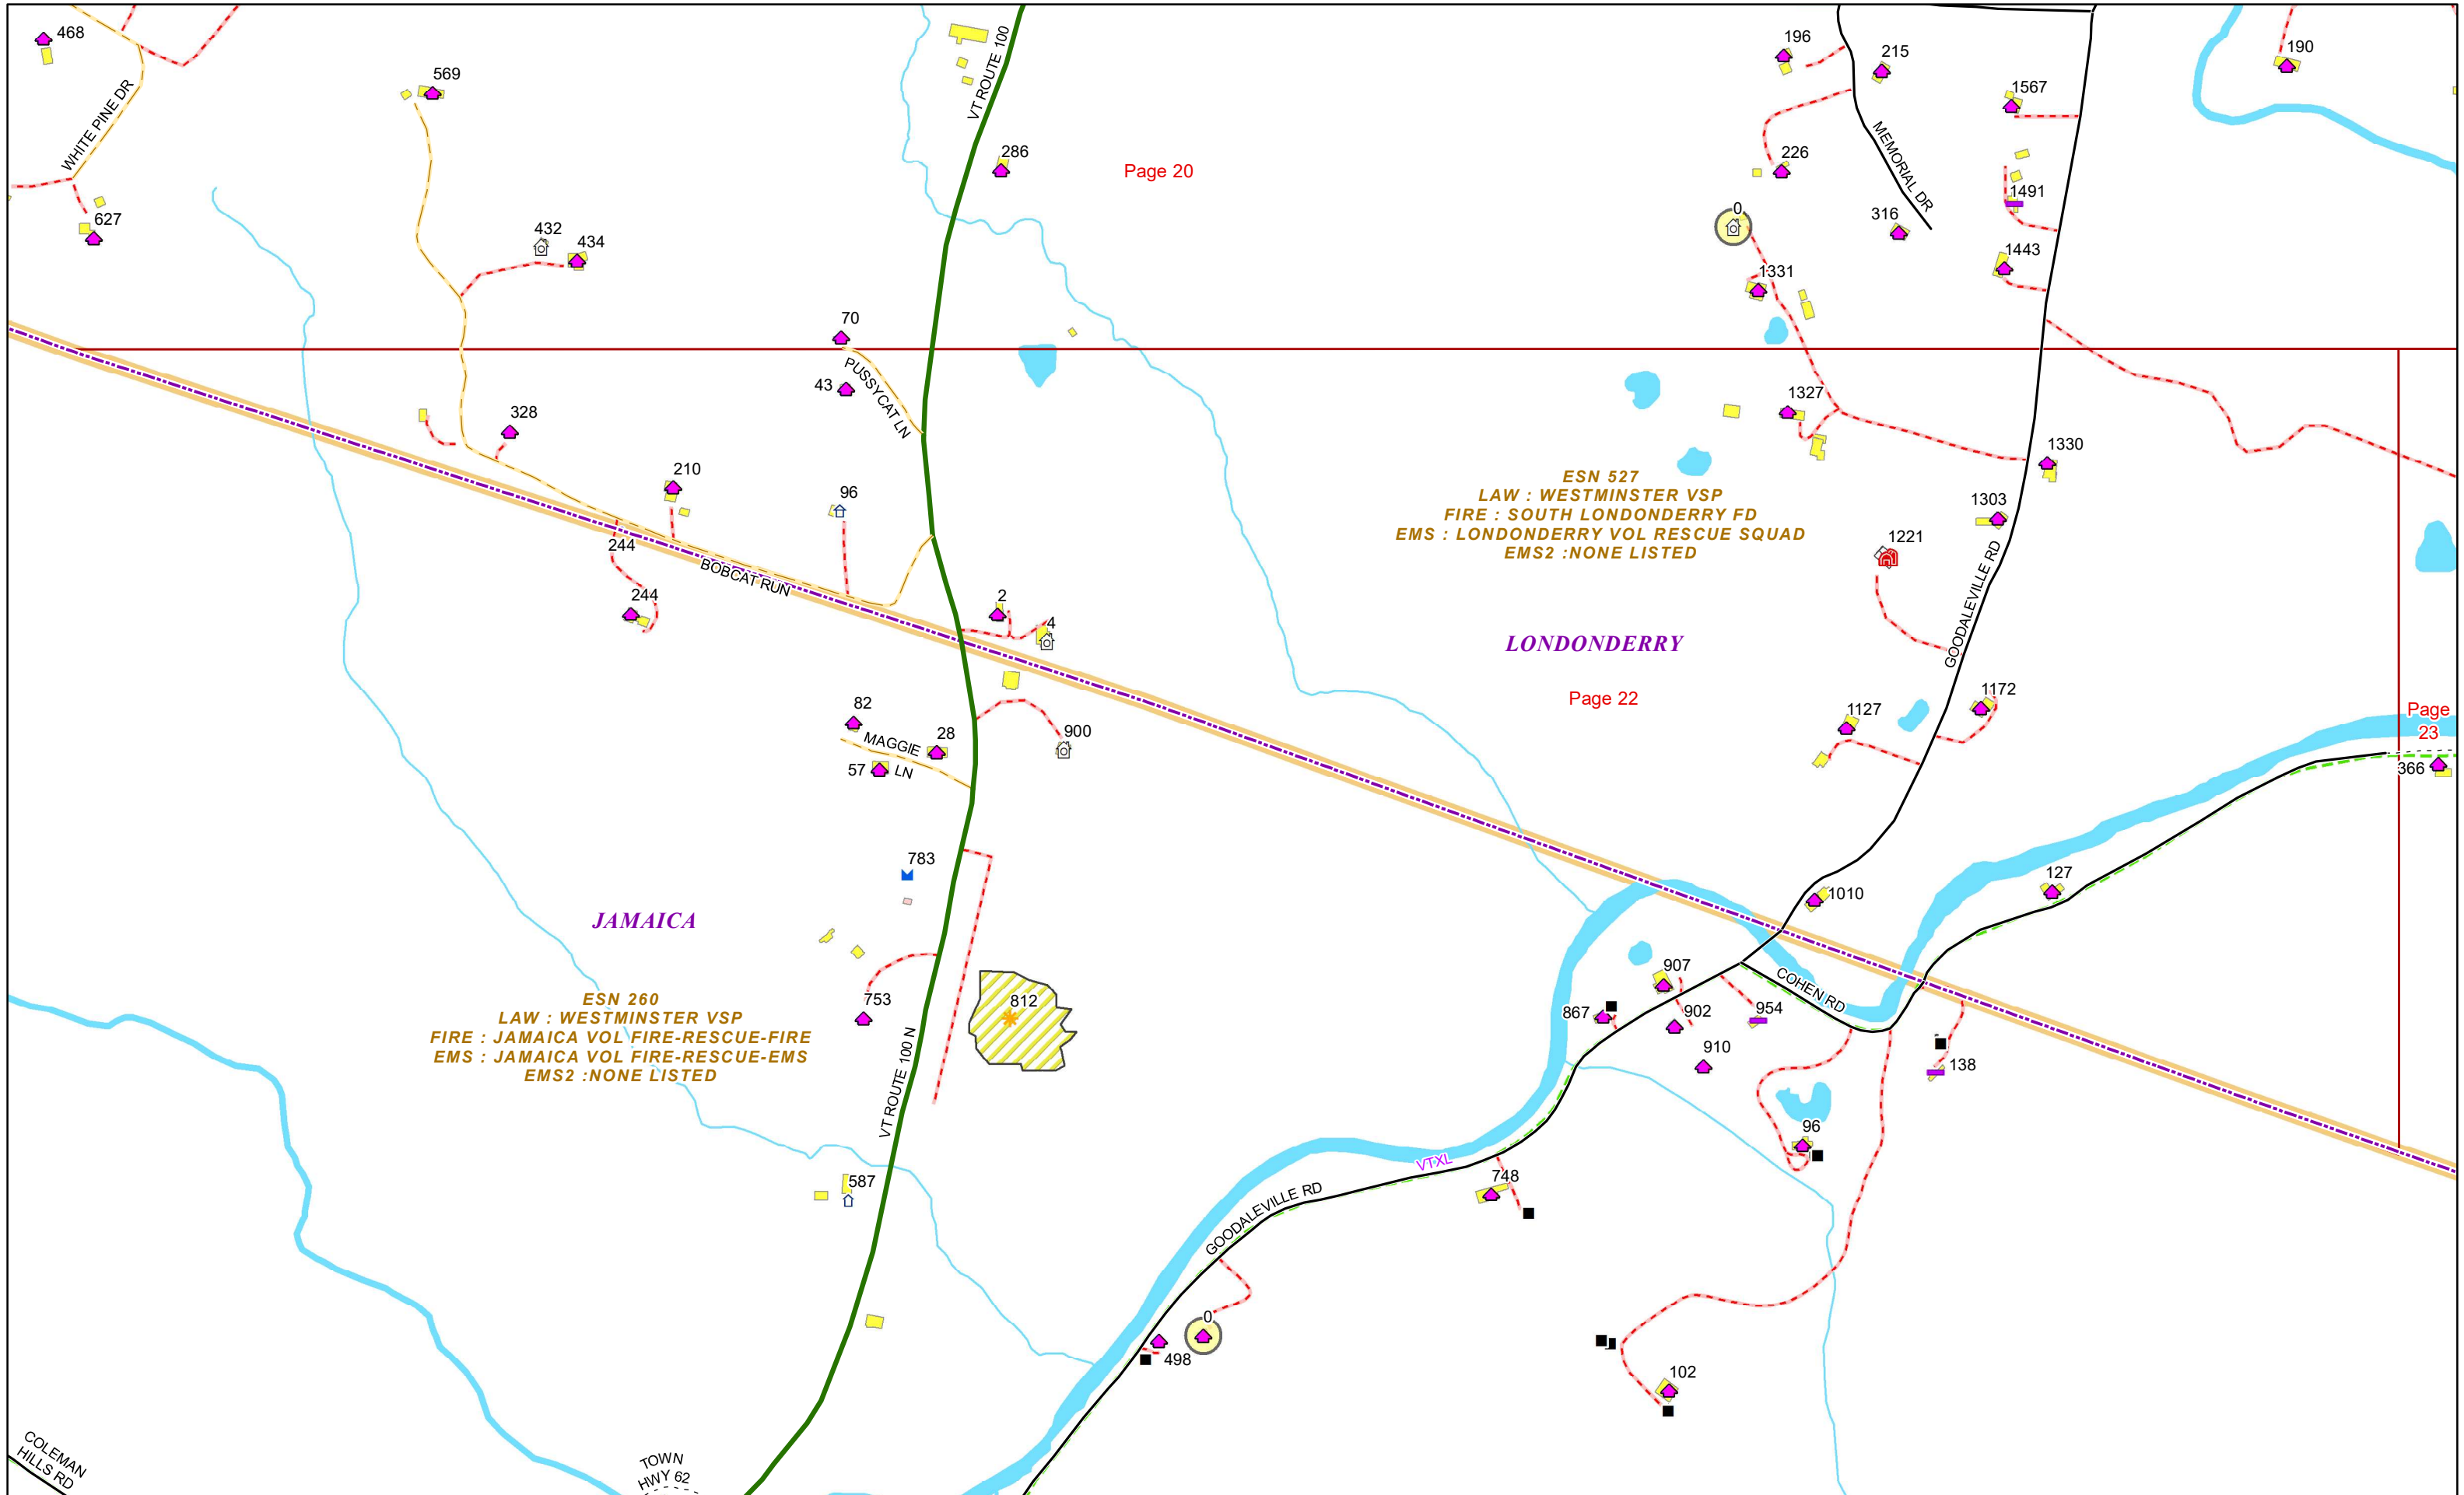 468
569
WHITE PINE DR
627
432
434
VT ROUTE 100
286
Page 20
196
215
1567
190
226
MEMORIAL DR
1491
0
316
1443
1331
70
43
PUSSYCAT LN
328
210
96
244
244
BOBCAT RUN
2
4
1327
1330
ESN 527
LAW : WESTMINSTER VSP
FIRE : SOUTH LONDONDERRY FD
EMS : LONDONDERRY VOL RESCUE SQUAD
EMS2 :NONE LISTED
1303
1221
GOODALEVILLE RD
LONDONDERRY
Page 22
1172
1127
Page
23
366
82
MAGGIE
LN
28
57
900
783
JAMAICA
753
812
ESN 260
LAW : WESTMINSTER VSP
FIRE : JAMAICA VOL FIRE-RESCUE-FIRE
EMS : JAMAICA VOL FIRE-RESCUE-EMS
EMS2 :NONE LISTED
VT ROUTE 100 N
587
127
1010
907
COHEN RD
867
902
954
910
138
96
VTXL
748
GOODALEVILLE RD
0
498
102
COLEMAN
HILLS RD
TOWN
HWY 62